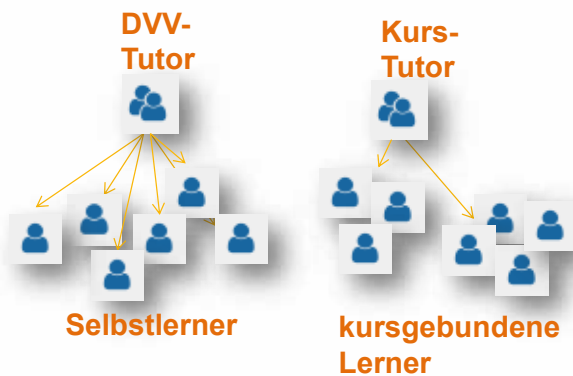 DVV-
Tutor
Kurs-
Tutor
Selbstlerner
kursgebundene
Lerner